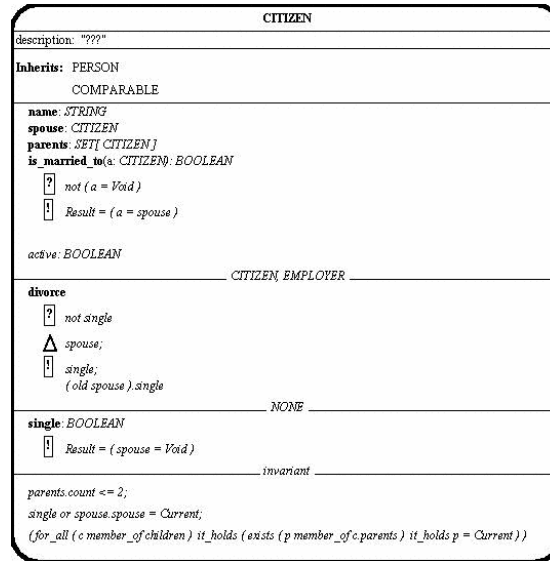 CITIZEN
description: "???"
Inherits: PERSON
COMPARABLE
name: STRING
spouse: CITIZEN
parents: SET[ CITIZEN ]
is_married_to(a: CITIZEN): BOOLEAN
? not ( a = Void )
! Result = ( a = spouse )
active: BOOLEAN
CITIZEN, EMPLOYER
divorce
? not single
Δ spouse;
! single;
( old spouse ).single
NONE
single: BOOLEAN
! Result = ( spouse = Void )
invariant
parents.count <= 2;
single or spouse.spouse = Current;
(for_all ( c member_of children ) it_holds ( exists ( p member_of c.parents ) it_holds p = Current ) )